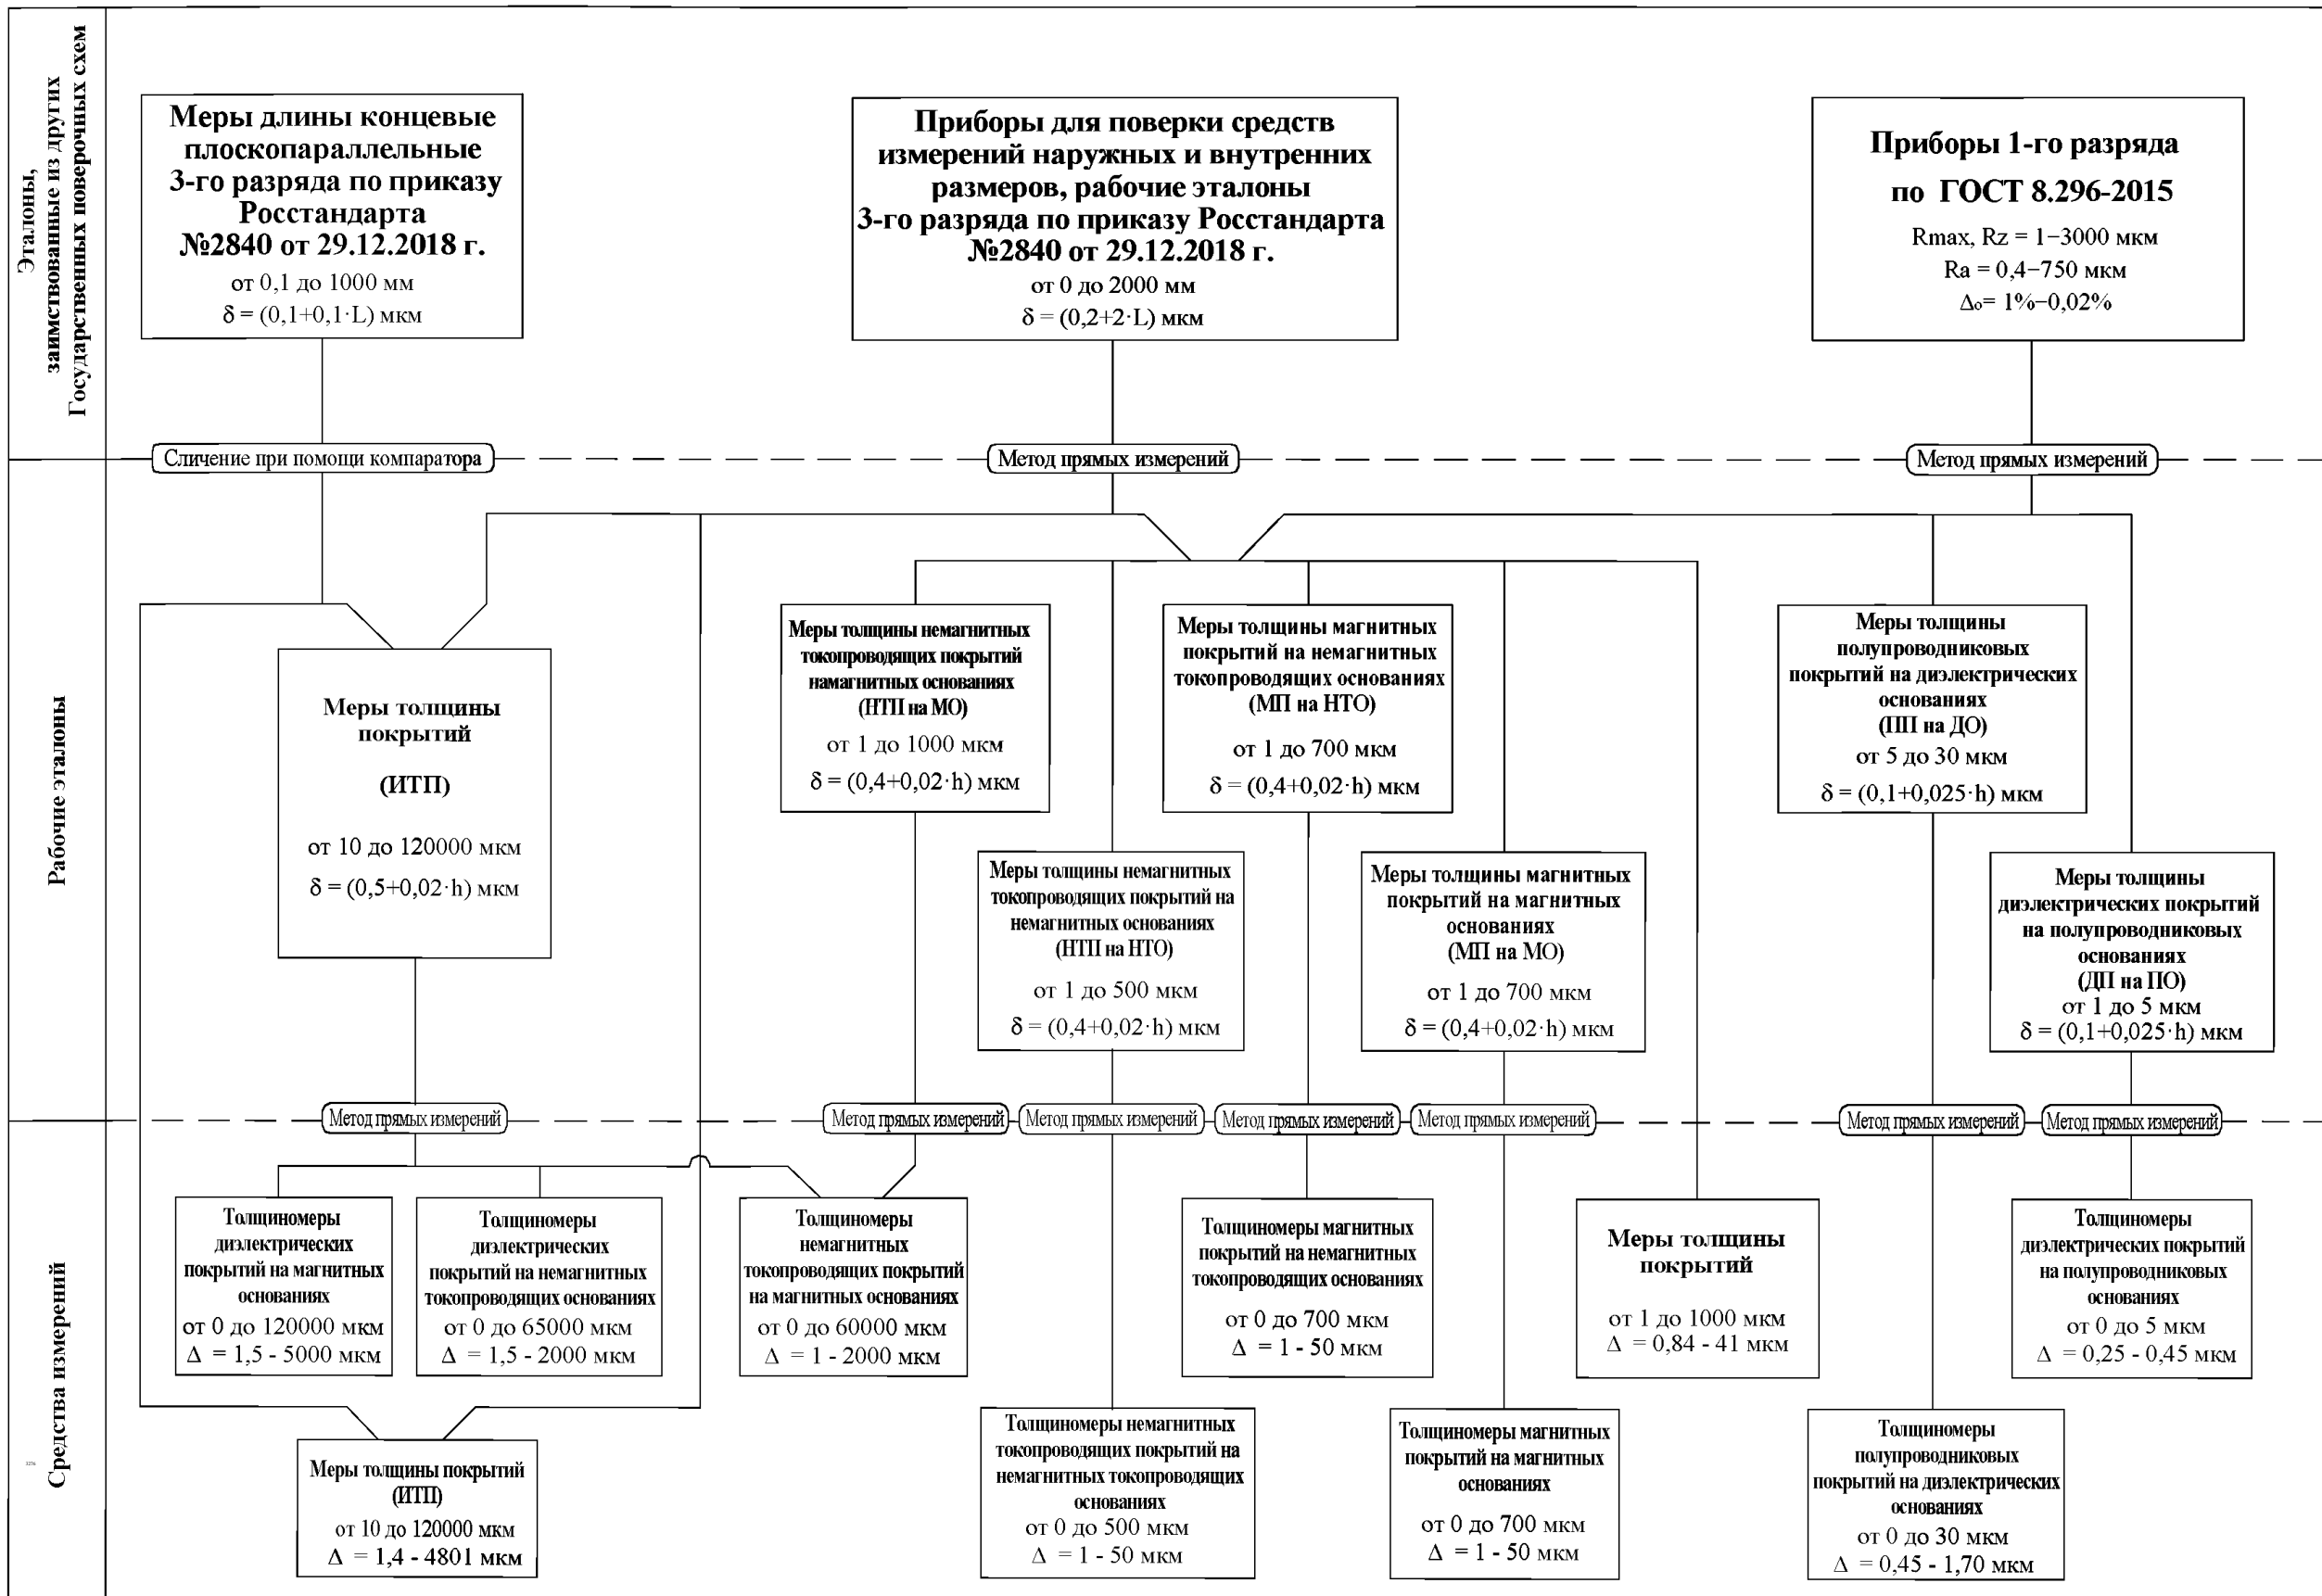 Эталоны,
заимствованные из других
Государственных поверочных схем
Меры длины концевые
плоскопараллельные
3-го разряда по приказу
Росстандарта
№2840 от 29.12.2018 г.
от 0,1 до 1000 мм
δ = (0,1+0,1·L) мкм
Приборы для поверки средств
измерений наружных и внутренних
размеров, рабочие эталоны
3-го разряда по приказу Росстандарта
№2840 от 29.12.2018 г.
от 0 до 2000 мм
δ = (0,2+2·L) мкм
Приборы 1-го разряда
по ГОСТ 8.296-2015
Rmax, Rz = 1−3000 мкм
Ra = 0,4−750 мкм
Δо= 1%−0,02%
Сличение при помощи компаратора
Метод прямых измерений
Метод прямых измерений
Рабочие эталоны
Меры толщины
покрытий
(ИТП)
от 10 до 120000 мкм
δ = (0,5+0,02·h) мкм
Меры толщины немагнитных
токопроводящих покрытий
намагнитных основаниях
(НТП на МО)
от 1 до 1000 мкм
δ = (0,4+0,02·h) мкм
Меры толщины магнитных
покрытий на немагнитных
токопроводящих основаниях
(МП на НТО)
от 1 до 700 мкм
δ = (0,4+0,02·h) мкм
Меры толщины
полупроводниковых
покрытий на диэлектрических
основаниях
(ПП на ДО)
от 5 до 30 мкм
δ = (0,1+0,025·h) мкм
Меры толщины немагнитных
токопроводящих покрытий на
немагнитных основаниях
(НТП на НТО)
от 1 до 500 мкм
δ = (0,4+0,02·h) мкм
Меры толщины магнитных
покрытий на магнитных
основаниях
(МП на МО)
от 1 до 700 мкм
δ = (0,4+0,02·h) мкм
Меры толщины
диэлектрических покрытий
на полупроводниковых
основаниях
(ДП на ПО)
от 1 до 5 мкм
δ = (0,1+0,025·h) мкм
Метод прямых измерений
Метод прямых измерений
Метод прямых измерений
Метод прямых измерений
Метод прямых измерений
Метод прямых измерений
Метод прямых измерений
Средства измерений
Толщиномеры
диэлектрических
покрытий на магнитных
основаниях
от 0 до 120000 мкм
Δ = 1,5 - 5000 мкм
Толщиномеры
диэлектрических
покрытий на немагнитных
токопроводящих основаниях
от 0 до 65000 мкм
Δ = 1,5 - 2000 мкм
Толщиномеры
немагнитных
токопроводящих покрытий
на магнитных основаниях
от 0 до 60000 мкм
Δ = 1 - 2000 мкм
Толщиномеры магнитных
покрытий на немагнитных
токопроводящих основаниях
от 0 до 700 мкм
Δ = 1 - 50 мкм
Меры толщины
покрытий
от 1 до 1000 мкм
Δ = 0,84 - 41 мкм
Толщиномеры
диэлектрических покрытий
на полупроводниковых
основаниях
от 0 до 5 мкм
Δ = 0,25 - 0,45 мкм
Меры толщины покрытий
(ИТП)
от 10 до 120000 мкм
Δ = 1,4 - 4801 мкм
Толщиномеры немагнитных
токопроводящих покрытий на
немагнитных токопроводящих
основаниях
от 0 до 500 мкм
Δ = 1 - 50 мкм
Толщиномеры магнитных
покрытий на магнитных
основаниях
от 0 до 700 мкм
Δ = 1 - 50 мкм
Толщиномеры
полупроводниковых
покрытий на диэлектрических
основаниях
от 0 до 30 мкм
Δ = 0,45 - 1,70 мкм